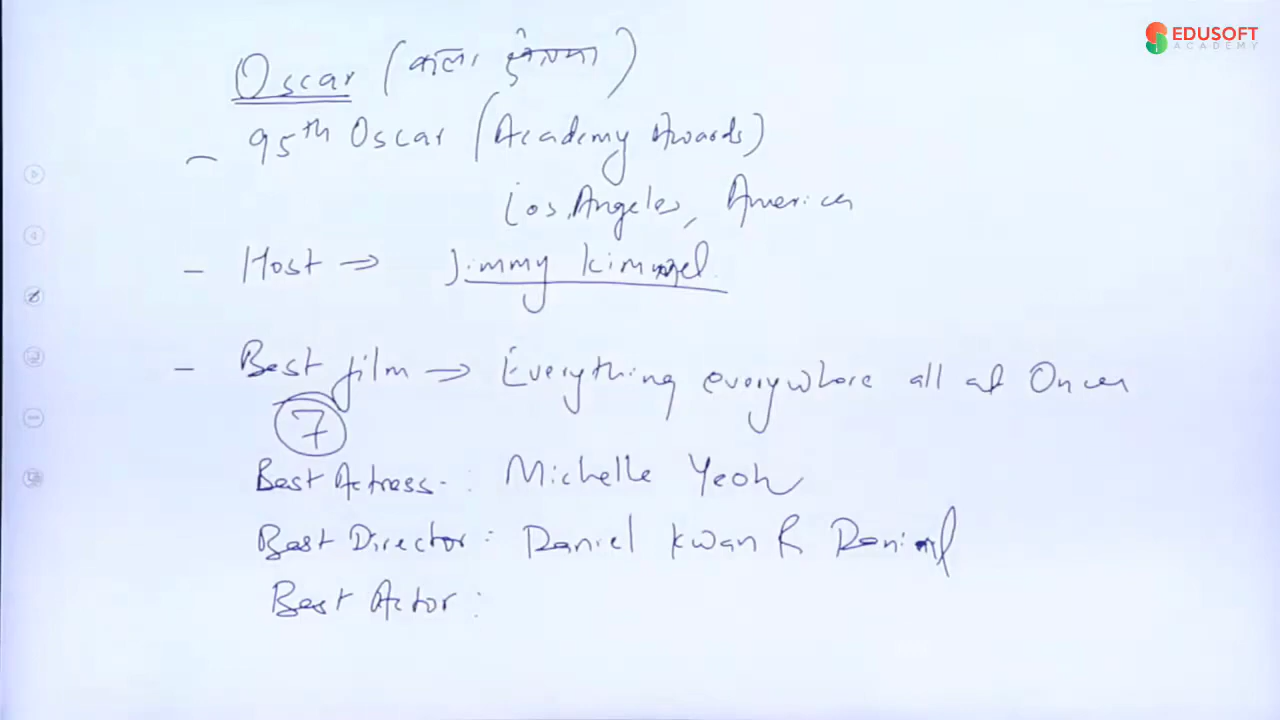 EDUSOFT
ACADEMY
Oscar (कला क्षेत्रका)
95th Oscar (Academy Awards)
Los Angeles, America
- Host → Jimmy Kimmel
- Best film → Everything everywhere all at Once
7
Best Actress - : Michelle Yeoh
Best Director : Daniel Kwan & Daniel
Best Actor :